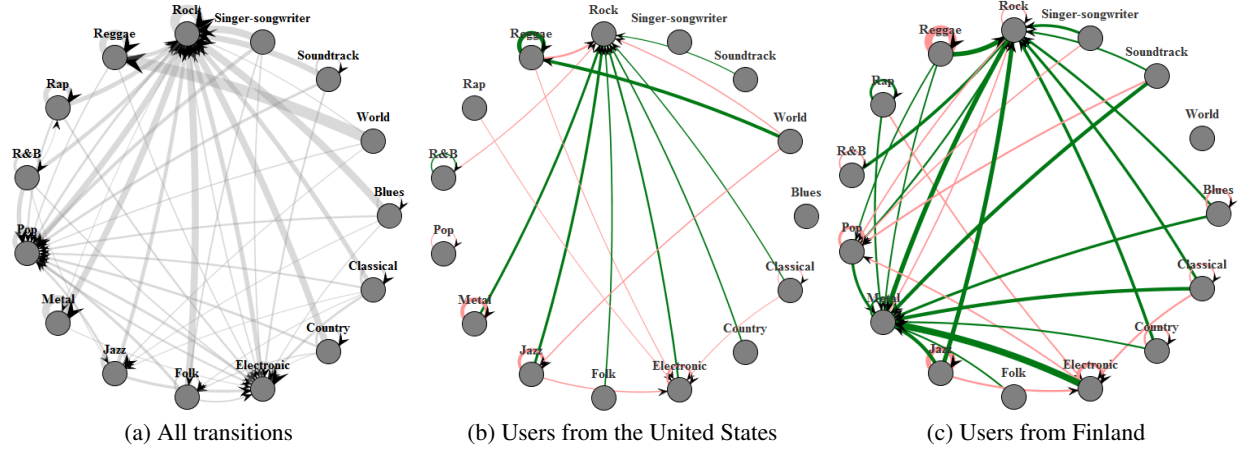 Rock
Singer-songwriter
Reggae
Soundtrack
Rap
World
R&B
Blues
Pop
Classical
Metal
Country
Jazz
Folk
Electronic
(a) All transitions
Rock
Singer-songwriter
Reggae
Soundtrack
Rap
World
R&B
Blues
Pop
Classical
Metal
Country
Jazz
Folk
Electronic
(b) Users from the United States
Rock
Singer-songwriter
Reggae
Soundtrack
Rap
World
R&B
Blues
Pop
Classical
Metal
Country
Jazz
Folk
Electronic
(c) Users from Finland